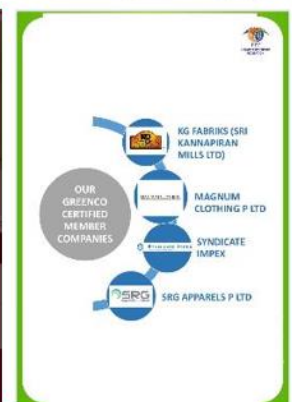 OUR
GREENCO
CERTIFIED
MEMBER
COMPANIES
KG FABRIKS (SRI
KANNAPIRAN
MILLS LTD)
MAGNUM
CLOTHING P LTD
SYNDICATE
IMPEX
SRG
SRG APPARELS P LTD